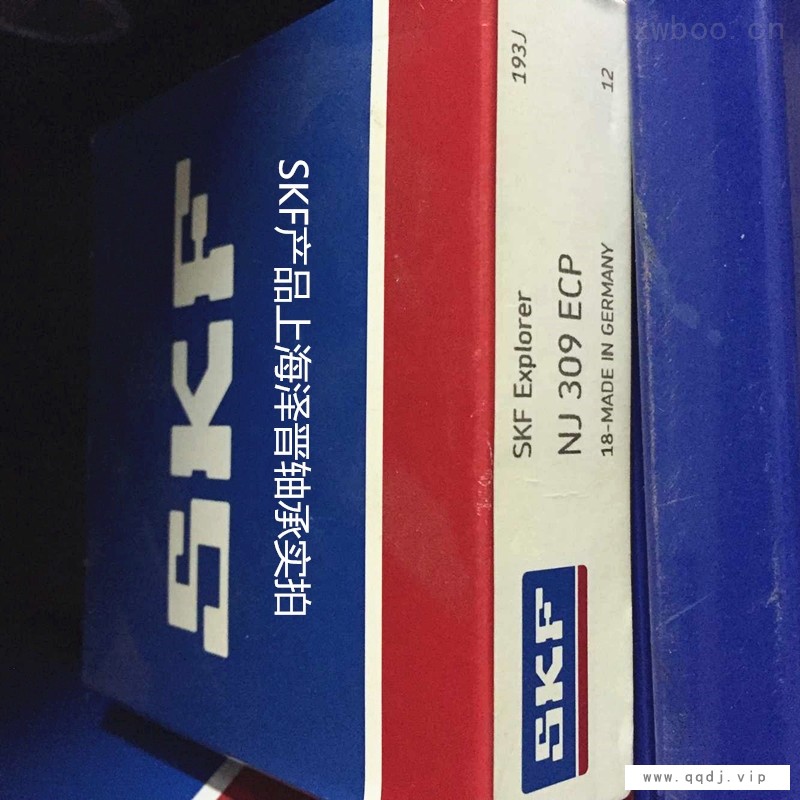 zwboo.cn
SKF
SKF产品上海泽晋轴承实拍
SKF Explorer
193J
NJ 309 ECP
18-MADE IN GERMANY
12
SKF
www.qqdj.vip